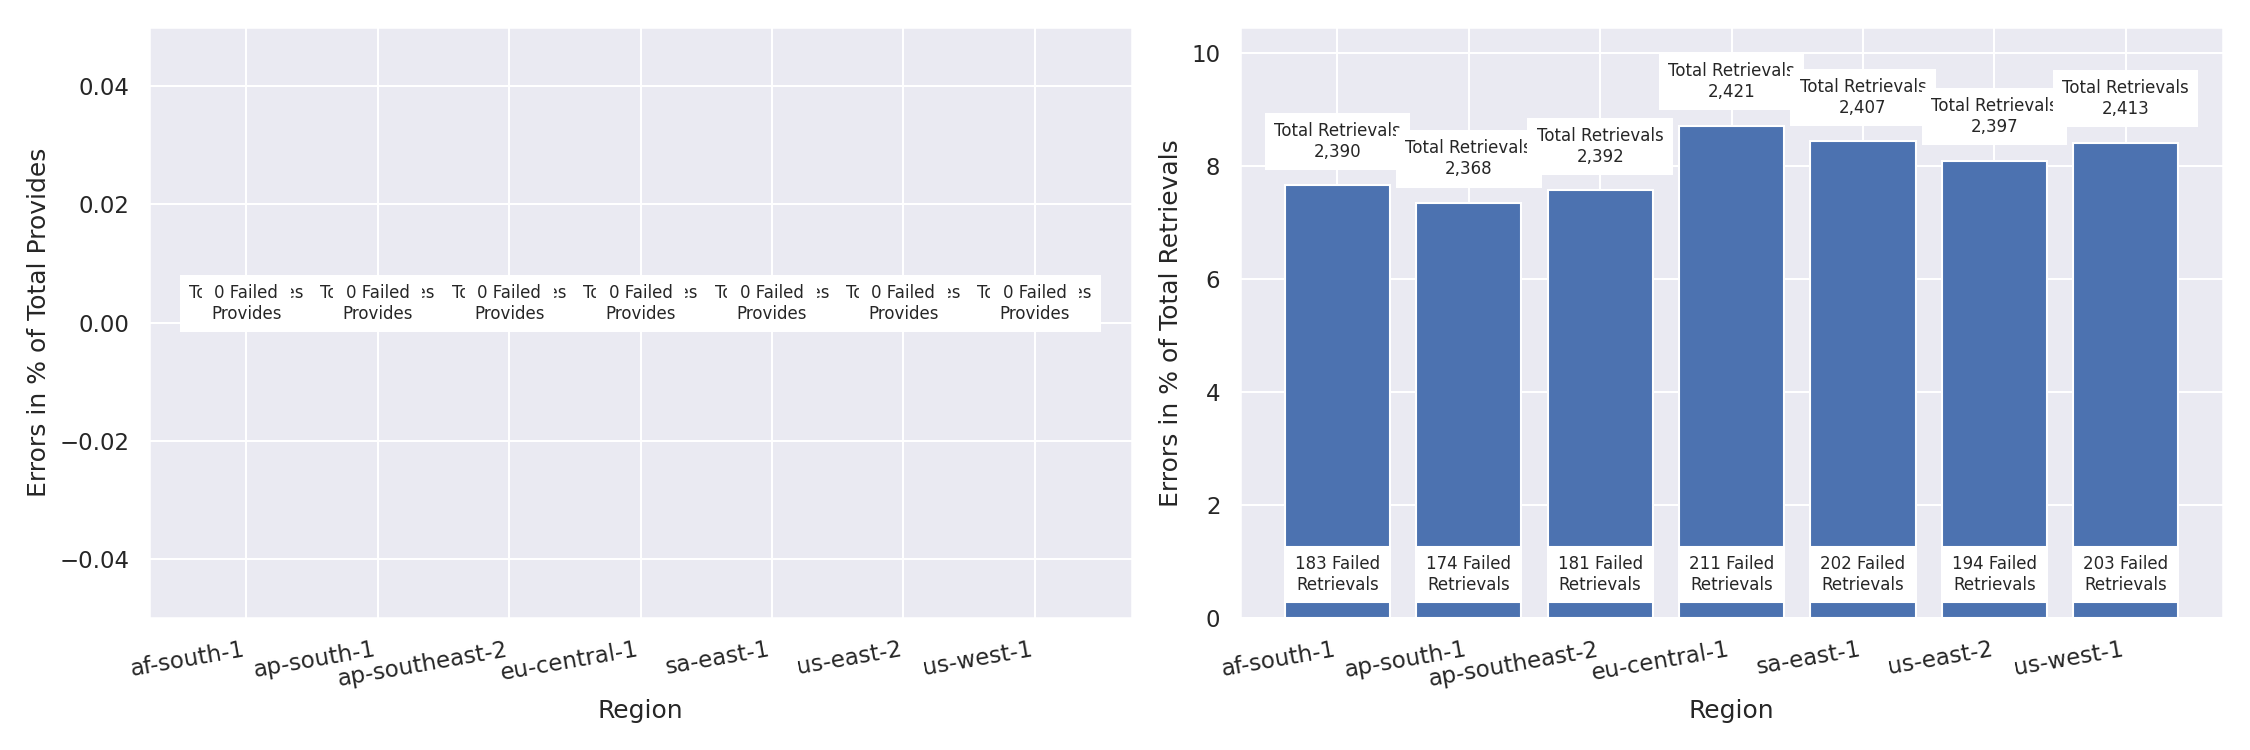 Errors in % of Total Provides
0.04
0.02
0.00
−0.02
−0.04
0 Failed
Provides
0 Failed
Provides
0 Failed
Provides
0 Failed
Provides
0 Failed
Provides
0 Failed
Provides
0 Failed
Provides
af-south-1
ap-south-1
ap-southeast-2
eu-central-1
sa-east-1
us-east-2
us-west-1
Region
Errors in % of Total Retrievals
10
8
6
4
2
0
Total Retrievals
2,390
Total Retrievals
2,368
Total Retrievals
2,392
Total Retrievals
2,421
Total Retrievals
2,407
Total Retrievals
2,397
Total Retrievals
2,413
183 Failed
Retrievals
174 Failed
Retrievals
181 Failed
Retrievals
211 Failed
Retrievals
202 Failed
Retrievals
194 Failed
Retrievals
203 Failed
Retrievals
af-south-1
ap-south-1
ap-southeast-2
eu-central-1
sa-east-1
us-east-2
us-west-1
Region